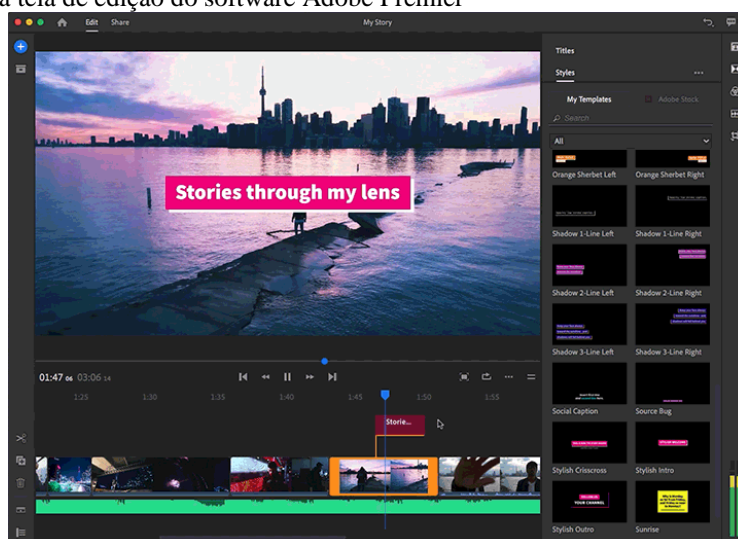 a tela de edição do software Adobe Premier
Edit
Share
My Story
Stories through my lens
Titles
Styles
My Templates
Adobe Stock
Search
All
Orange Sherbet Left
Orange Sherbet Right
Shadow 1-Line Left
Shadow 1-Line Right
Shadow 2-Line Left
Shadow 2-Line Right
Shadow 3-Line Left
Shadow 3-Line Right
Social Caption
Source Bug
Stylish Crisscross
Stylish Intro
YOUR CHANNEL
Stylish Outro
Sunrise
01:47 06 03:06 14
1:25
1:30
1:35
1:40
1:45
1:50
1:55
Storie...